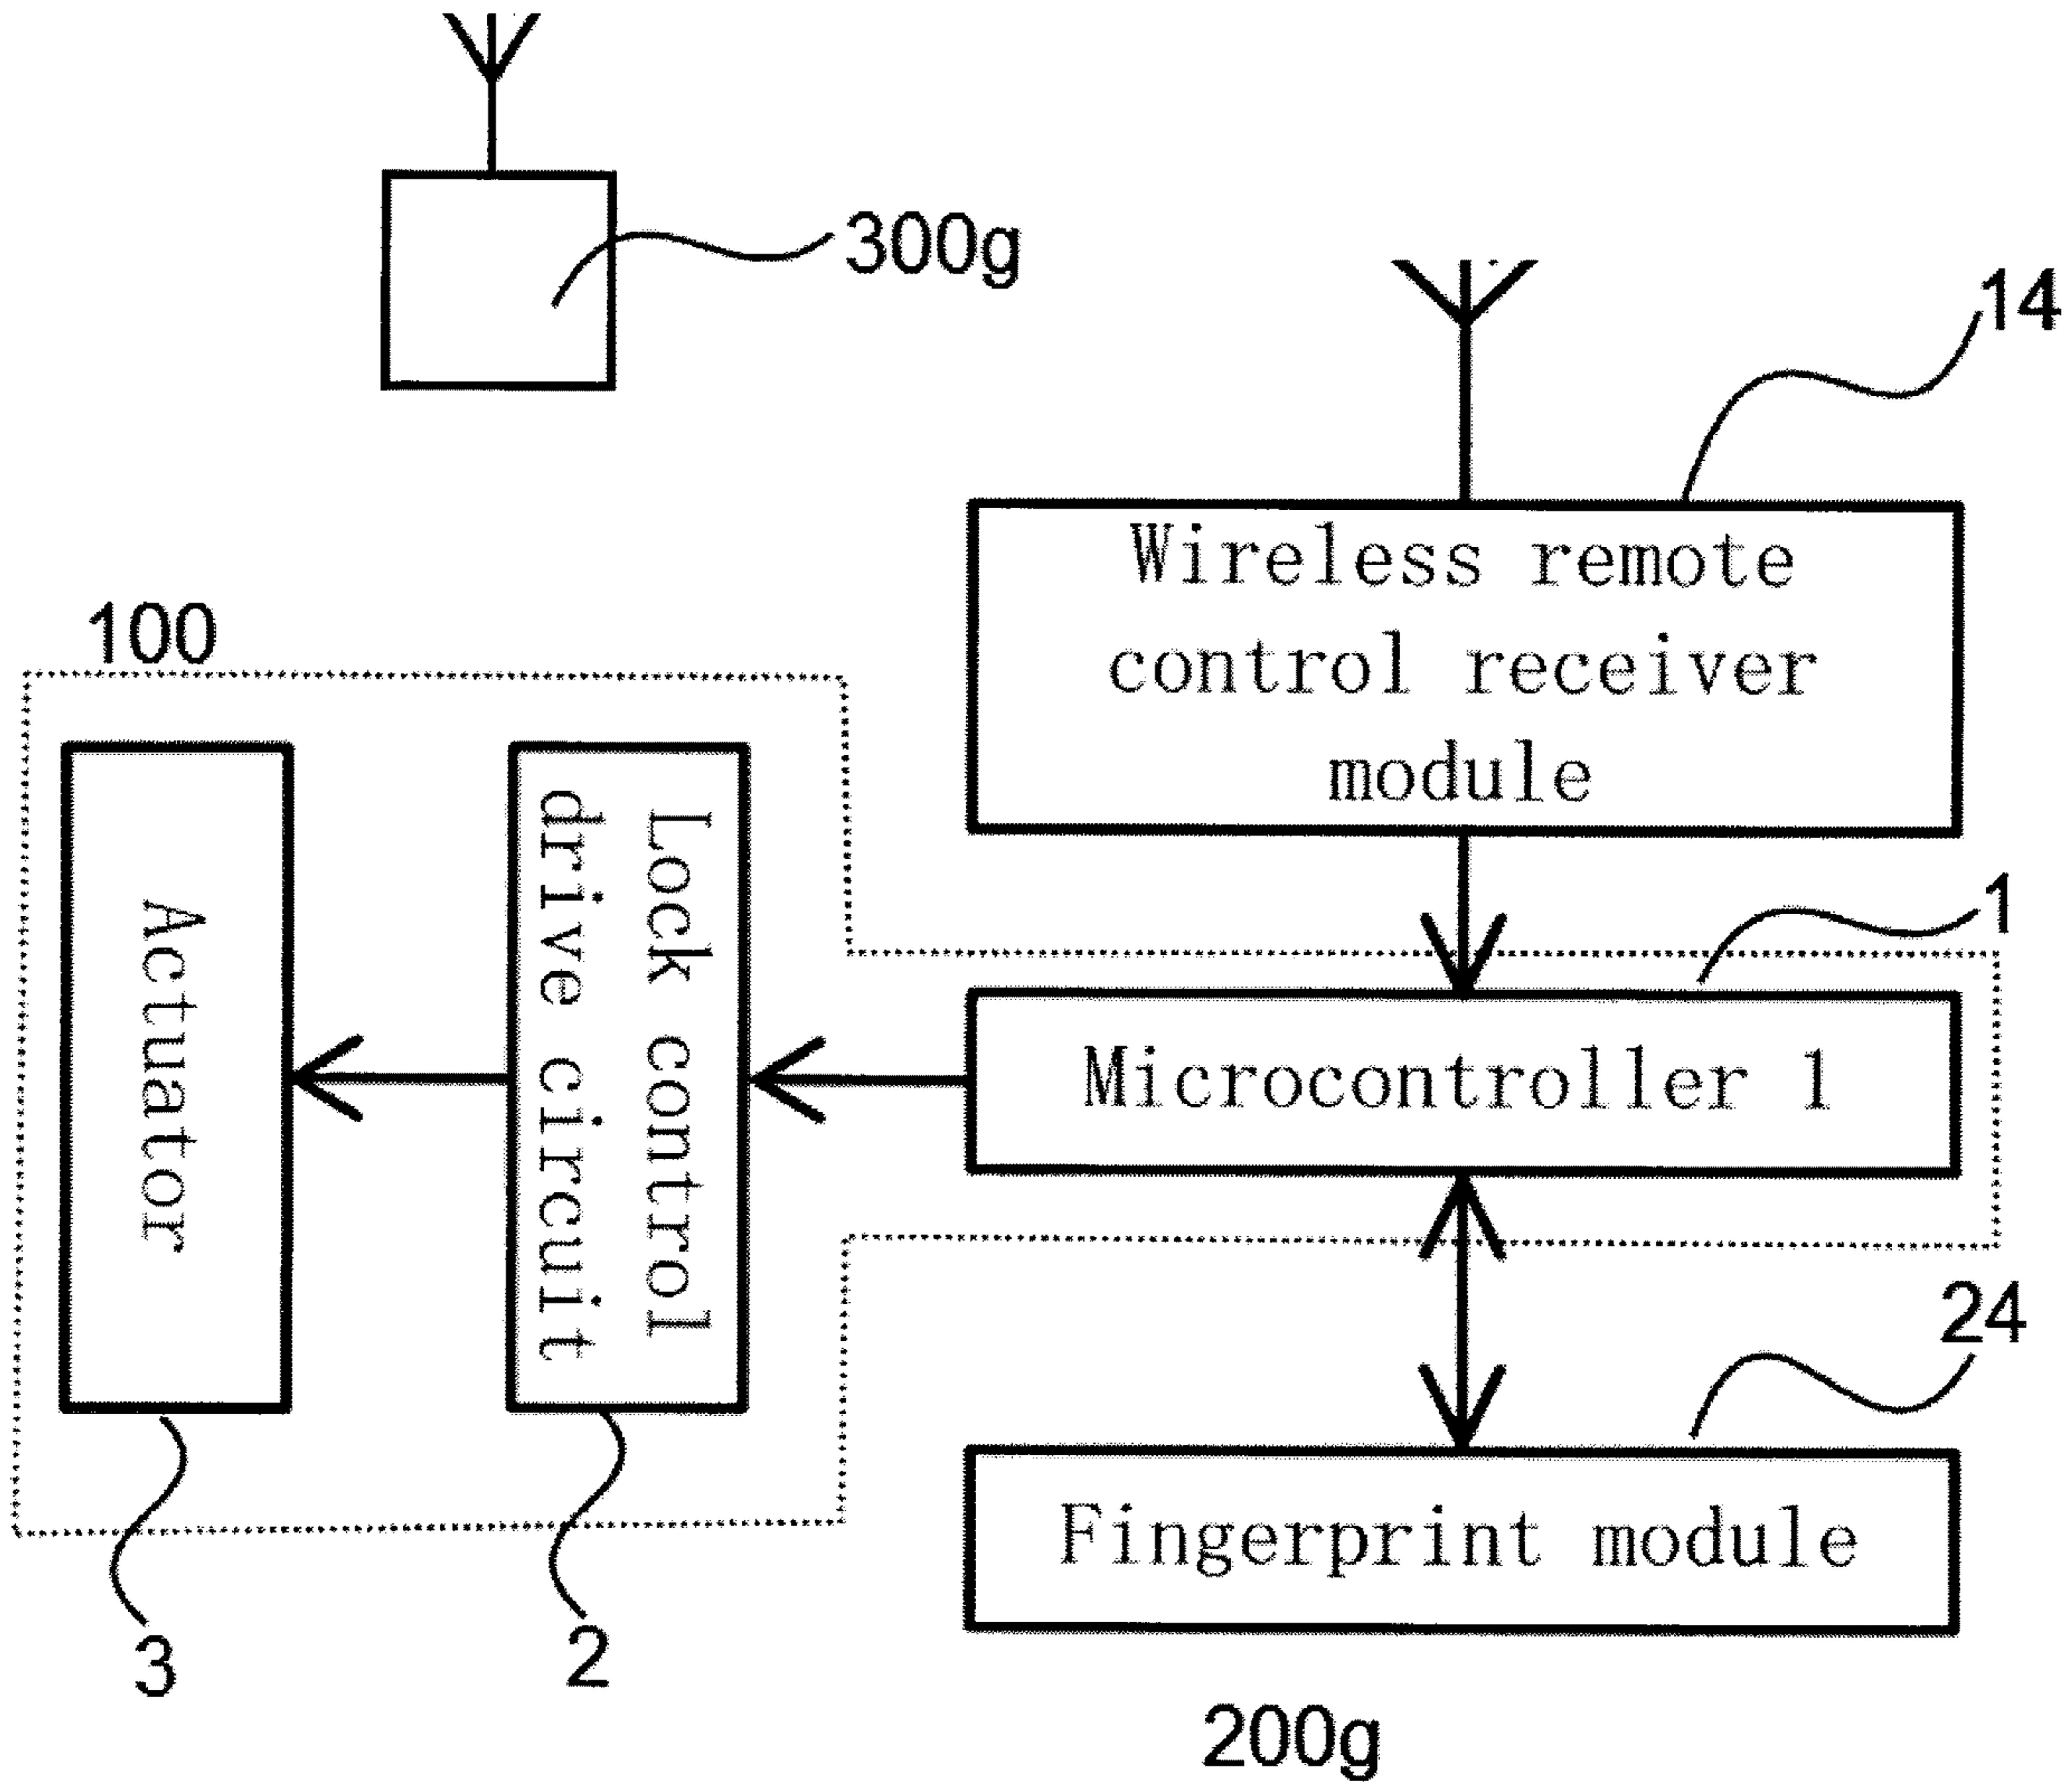 300g
14
Wireless remote
control receiver
module
100
1
Actuator
Lock control
drive circuit
Microcontroller 1
24
Fingerprint module
3
2
200g